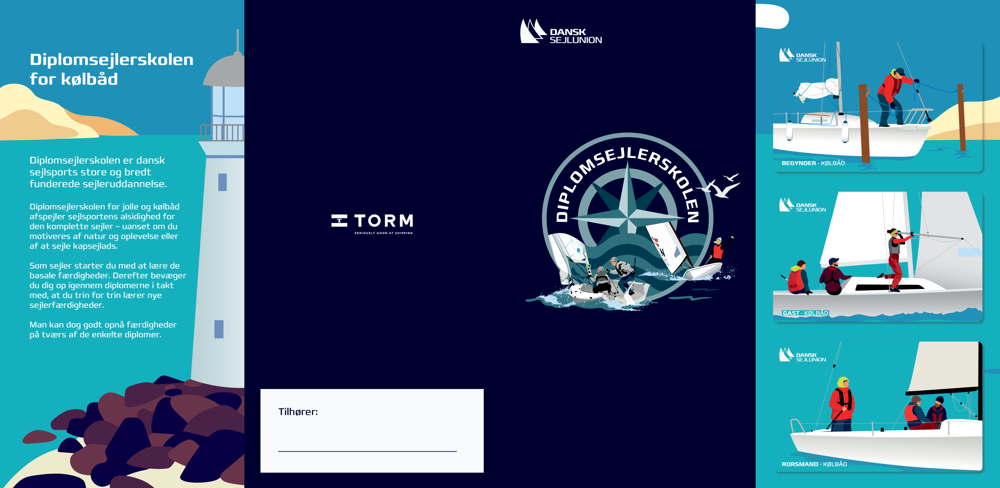 Diplomsejlerskolen
for kølbåd
Diplomsejlerskolen er dansk
sejlsports store og bredt
funderede sejleruddannelse.
Diplomsejlerskolen for jolle og kølbåd
afspejler sejlsportens alsidighed for
den komplette sejler – uanset om du
motiveres af natur og oplevelse eller
af at sejle kapsejlads.
Som sejler starter du med at lære de
basale færdigheder. Derefter bevæger
du dig op igennem diplomerne i takt
med, at du trin for trin lærer nye
sejlerfærdigheder.
Man kan dog godt opnå færdigheder
på tværs af de enkelte diplomer.
T TORM
SERIOUSLY GOOD AT SHIPPING
Tilhører:
DANSK
SEJLUNION
DIPLOMSEJLERSKOLEN
DANSK
SEJLUNION
BEGYNDER · KØLBÅD
DANSK
SEJLUNION
GAST · KØLBÅD
DANSK
SEJLUNION
RORSMAND · KØLBÅD